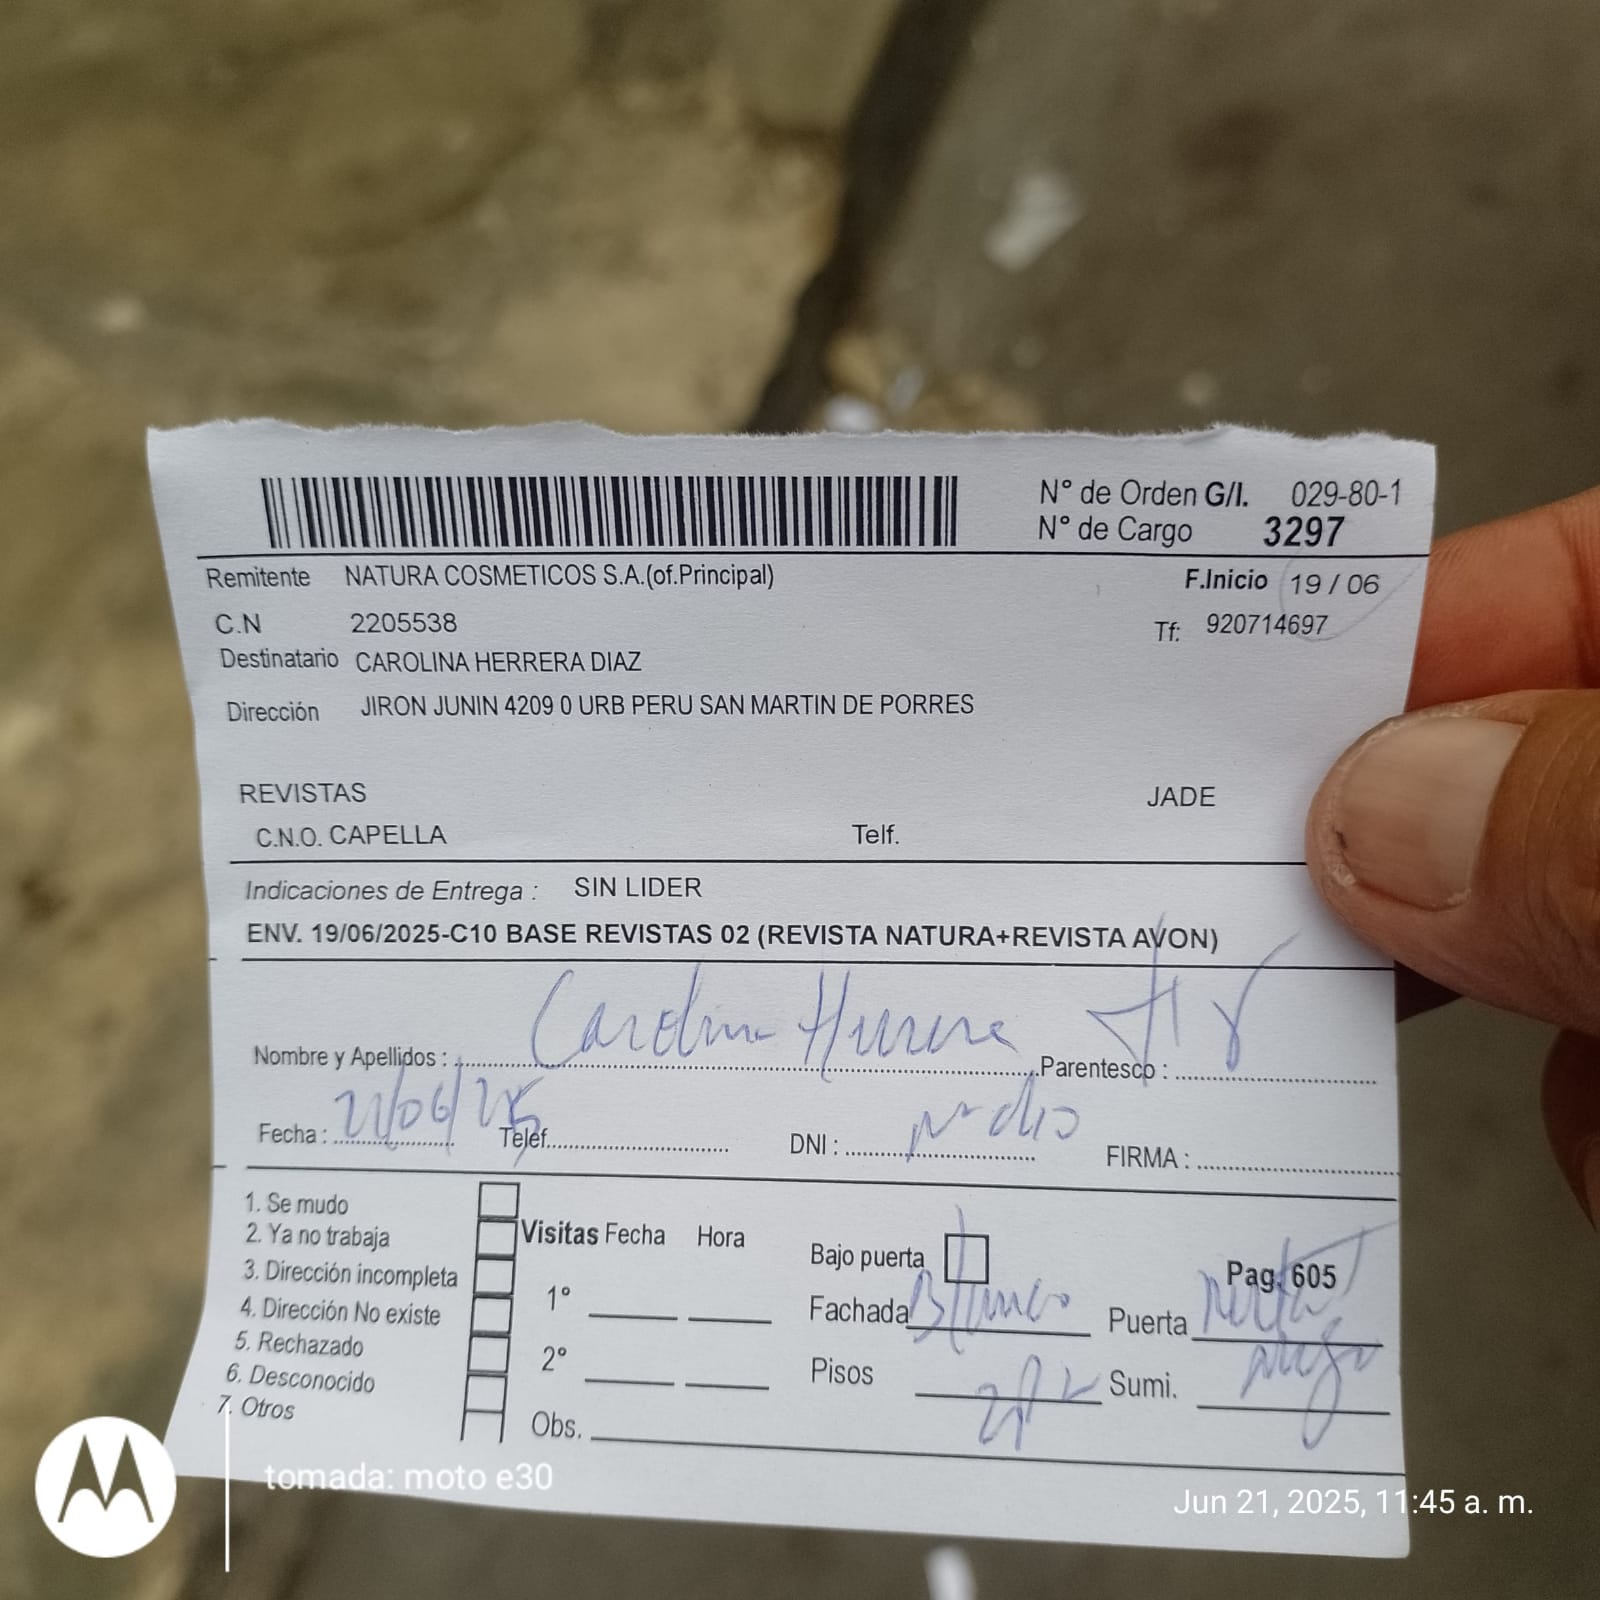 N° de Orden G/I. 029-80-1
N° de Cargo 3297
Remitente NATURA COSMETICOS S.A.(of.Principal) F.Inicio 19 / 06
C.N 2205538 Tf: 920714697
Destinatario CAROLINA HERRERA DIAZ
Dirección JIRON JUNIN 4209 0 URB PERU SAN MARTIN DE PORRES
REVISTAS JADE
C.N.O. CAPELLA Telf.
Indicaciones de Entrega : SIN LIDER
ENV. 19/06/2025-C10 BASE REVISTAS 02 (REVISTA NATURA+REVISTA AVON)
Nombre y Apellidos : Carolina Herrera Parentesco :
Fecha : 21/06/25 Telef. DNI : no dio FIRMA :
1. Se mudo
2. Ya no trabaja
3. Dirección incompleta
4. Dirección No existe
5. Rechazado
6. Desconocido
7. Otros
Visitas Fecha Hora
1°
2°
Obs.
Bajo puerta Pag. 605
Fachada Blanco Puerta
Pisos Sumi.
tomada: moto e30
Jun 21, 2025, 11:45 a. m.